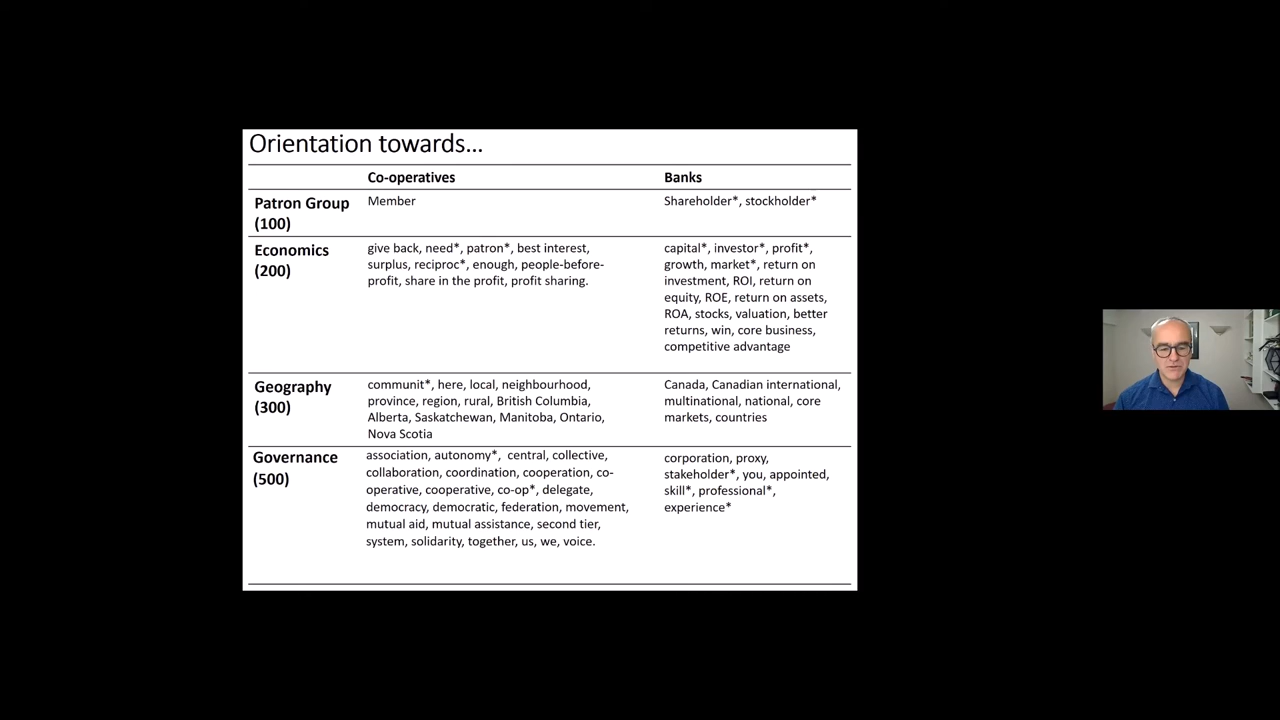 Orientation towards...
Co-operatives Banks
Patron Group
(100)
Member
Shareholder*, stockholder*
Economics
(200)
give back, need*, patron*, best interest,
surplus, reciproc*, enough, people-before-
profit, share in the profit, profit sharing.
capital*, investor*, profit*,
growth, market*, return on
investment, ROI, return on
equity, ROE, return on assets,
ROA, stocks, valuation, better
returns, win, core business,
competitive advantage
Geography
(300)
communit*, here, local, neighbourhood,
province, region, rural, British Columbia,
Alberta, Saskatchewan, Manitoba, Ontario,
Nova Scotia
Canada, Canadian international,
multinational, national, core
markets, countries
Governance
(500)
association, autonomy*, central, collective,
collaboration, coordination, cooperation, co-
operative, cooperative, co-op*, delegate,
democracy, democratic, federation, movement,
mutual aid, mutual assistance, second tier,
system, solidarity, together, us, we, voice.
corporation, proxy,
stakeholder*, you, appointed,
skill*, professional*,
experience*